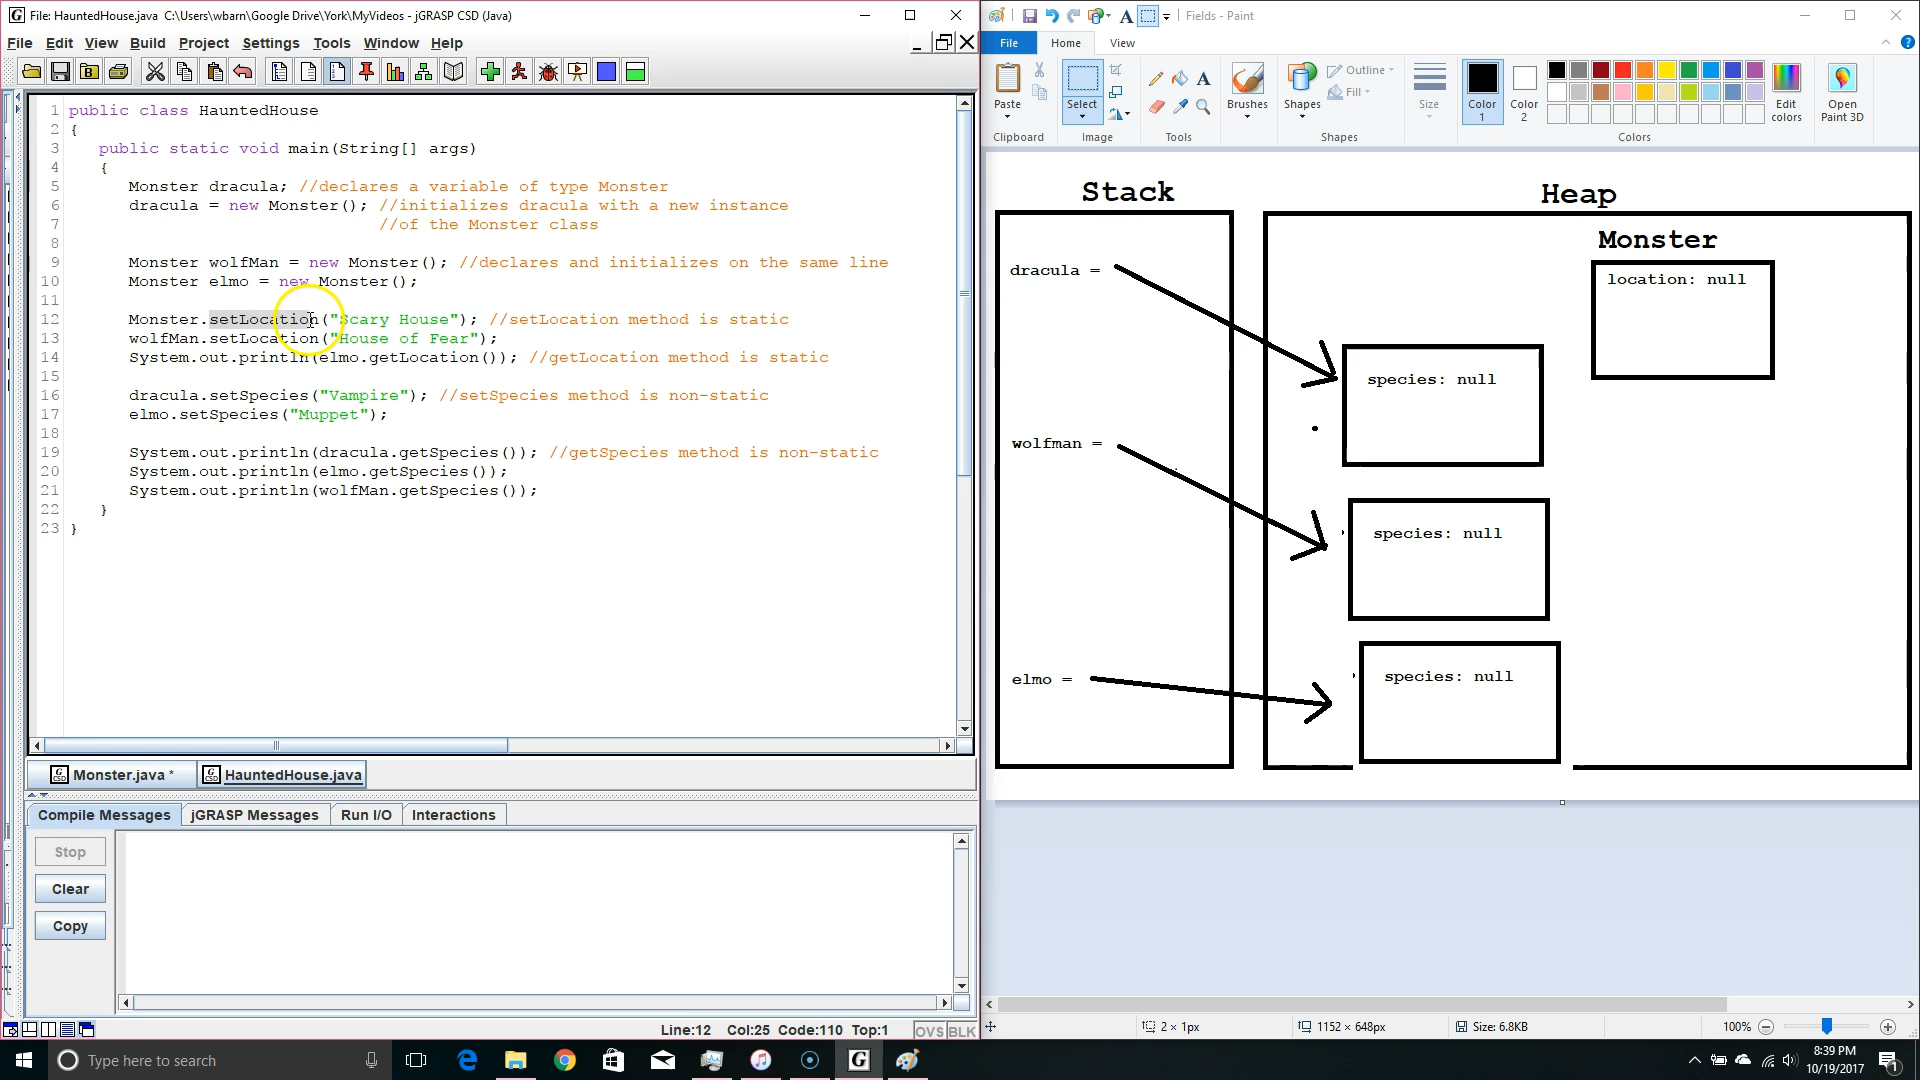 File: HauntedHouse.java  C:\Users\wbarn\Google Drive\York\MyVideos - jGRASP CSD (Java)
File Edit View Build Project Settings Tools Window Help
1 public class HauntedHouse
2 {
3 public static void main(String[] args)
4 {
5 Monster dracula; //declares a variable of type Monster
6 dracula = new Monster(); //initializes dracula with a new instance
7 //of the Monster class
8
9 Monster wolfMan = new Monster(); //declares and initializes on the same line
10 Monster elmo = new Monster();
11
12 Monster.setLocation("Scary House"); //setLocation method is static
13 wolfMan.setLocation("House of Fear");
14 System.out.println(elmo.getLocation()); //getLocation method is static
15
16 dracula.setSpecies("Vampire"); //setSpecies method is non-static
17 elmo.setSpecies("Muppet");
18
19 System.out.println(dracula.getSpecies()); //getSpecies method is non-static
20 System.out.println(elmo.getSpecies());
21 System.out.println(wolfMan.getSpecies());
22 }
23 }
Monster.java * HauntedHouse.java
Compile Messages jGRASP Messages Run I/O Interactions
Stop
Clear
Copy
Line:12 Col:25 Code:110 Top:1 OVS BLK
Fields - Paint
File Home View
Paste Select Brushes Shapes Outline Fill Size Color 1 Color 2 Edit colors Open Paint 3D
Clipboard Image Tools Shapes Colors
Stack
Heap
Monster
location: null
dracula =
species: null
wolfman =
species: null
elmo =
species: null
2 × 1px 1152 × 648px Size: 6.8KB 100%
Type here to search
8:39 PM
10/19/2017
1